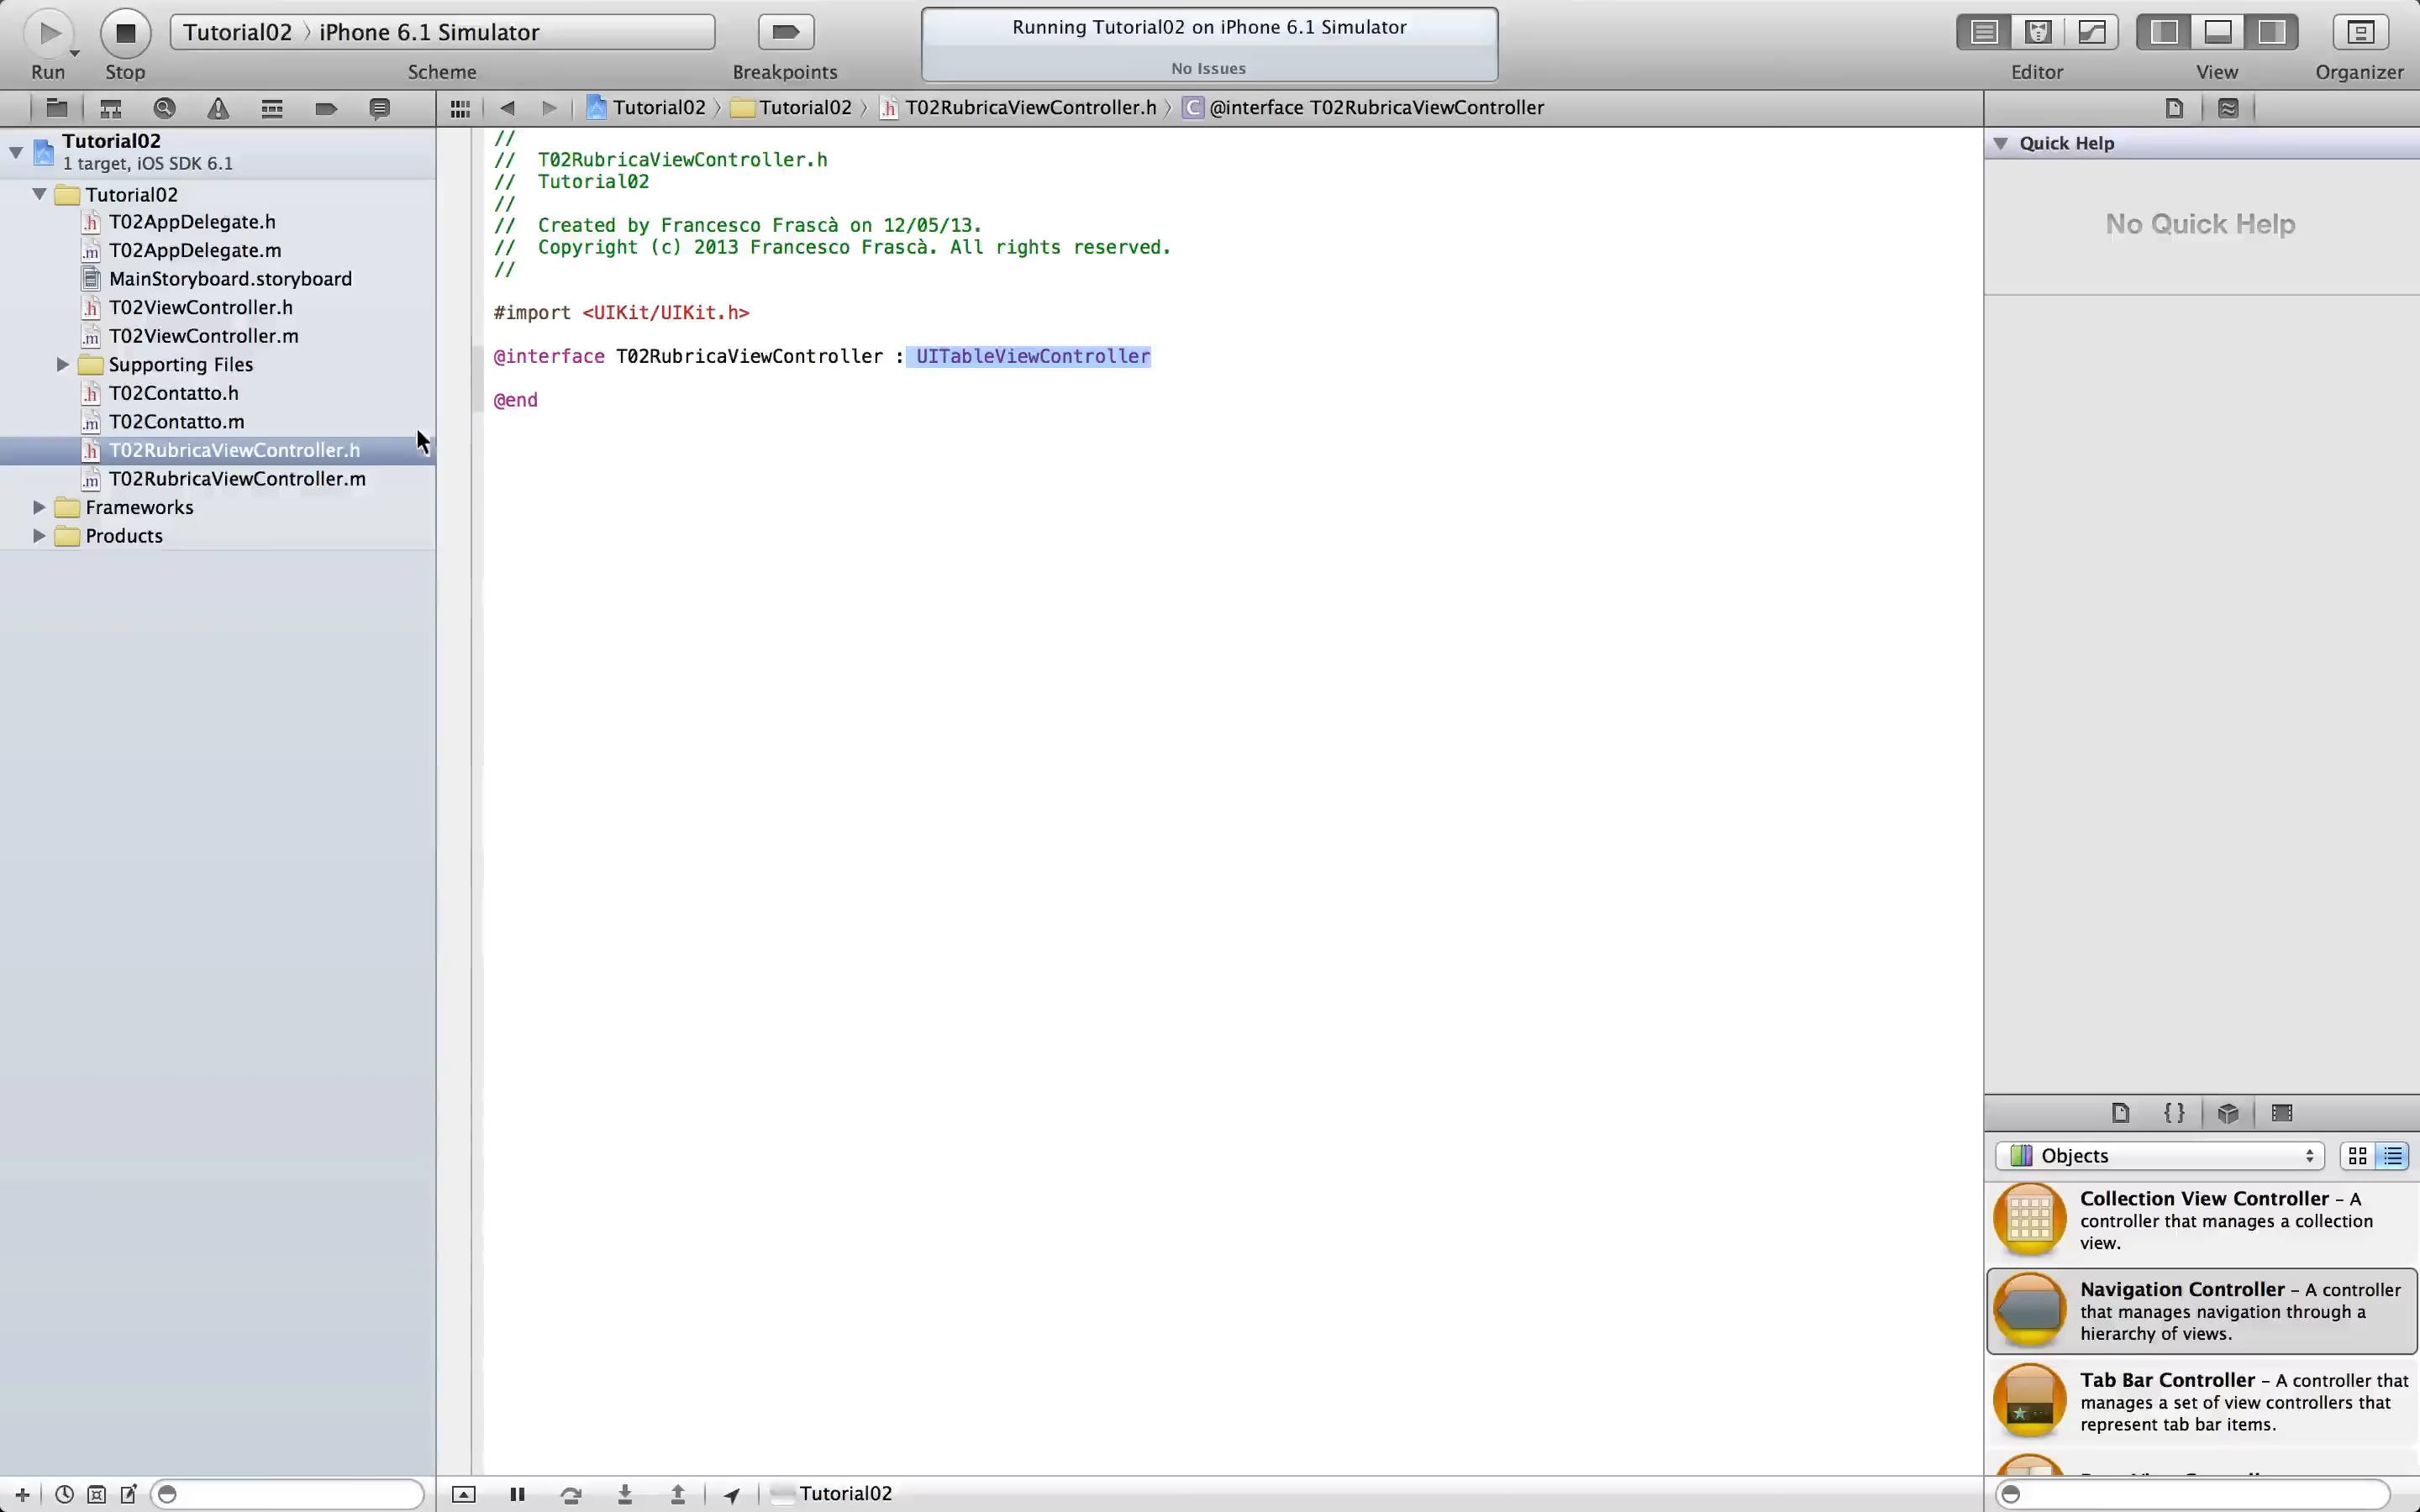 Tutorial02 〉 iPhone 6.1 Simulator
Running Tutorial02 on iPhone 6.1 Simulator
No Issues
Run
Stop
Scheme
Breakpoints
Editor
View
Organizer
Tutorial02 〉 Tutorial02 〉 T02RubricaViewController.h 〉 C @interface T02RubricaViewController
Tutorial02
1 target, iOS SDK 6.1
Tutorial02
.h T02AppDelegate.h
.m T02AppDelegate.m
MainStoryboard.storyboard
.h T02ViewController.h
.m T02ViewController.m
Supporting Files
.h T02Contatto.h
.m T02Contatto.m
.h T02RubricaViewController.h
.m T02RubricaViewController.m
Frameworks
Products
//
//  T02RubricaViewController.h
//  Tutorial02
//
//  Created by Francesco Frascà on 12/05/13.
//  Copyright (c) 2013 Francesco Frascà. All rights reserved.
//
#import <UIKit/UIKit.h>
@interface T02RubricaViewController : UITableViewController
@end
Quick Help
No Quick Help
{ }
Objects
Collection View Controller – A
controller that manages a collection
view.
Navigation Controller – A controller
that manages navigation through a
hierarchy of views.
Tab Bar Controller – A controller that
manages a set of view controllers that
represent tab bar items.
Tutorial02